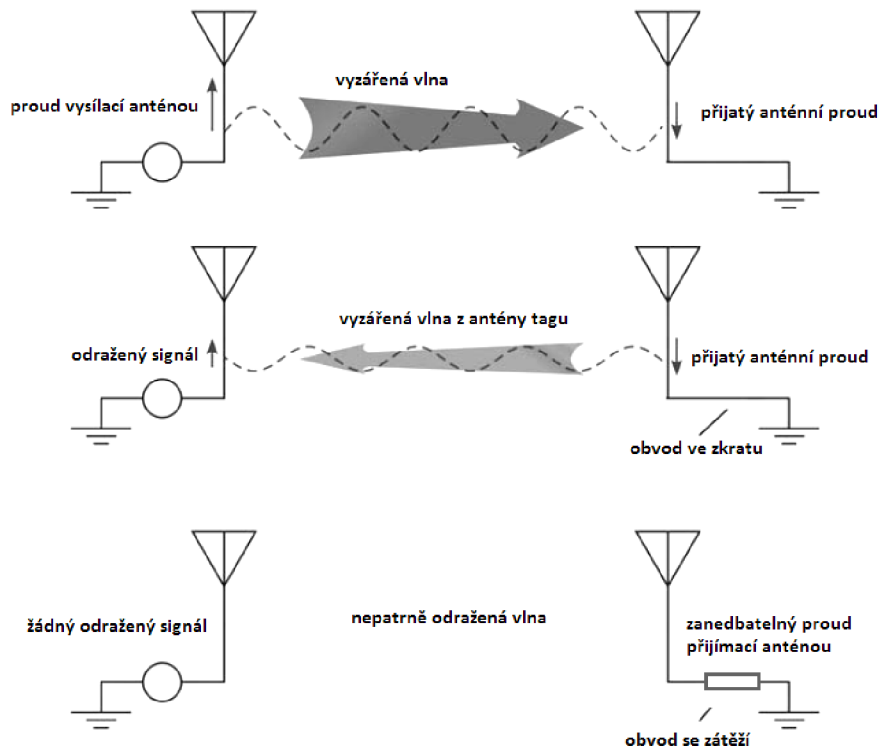 vyzářená vlna
proud vysílací anténou
přijatý anténní proud
vyzářená vlna z antény tagu
odražený signál
přijatý anténní proud
obvod ve zkratu
nepatrně odražená vlna
žádný odražený signál
zanedbatelný proud
přijímací anténou
obvod se zátěží